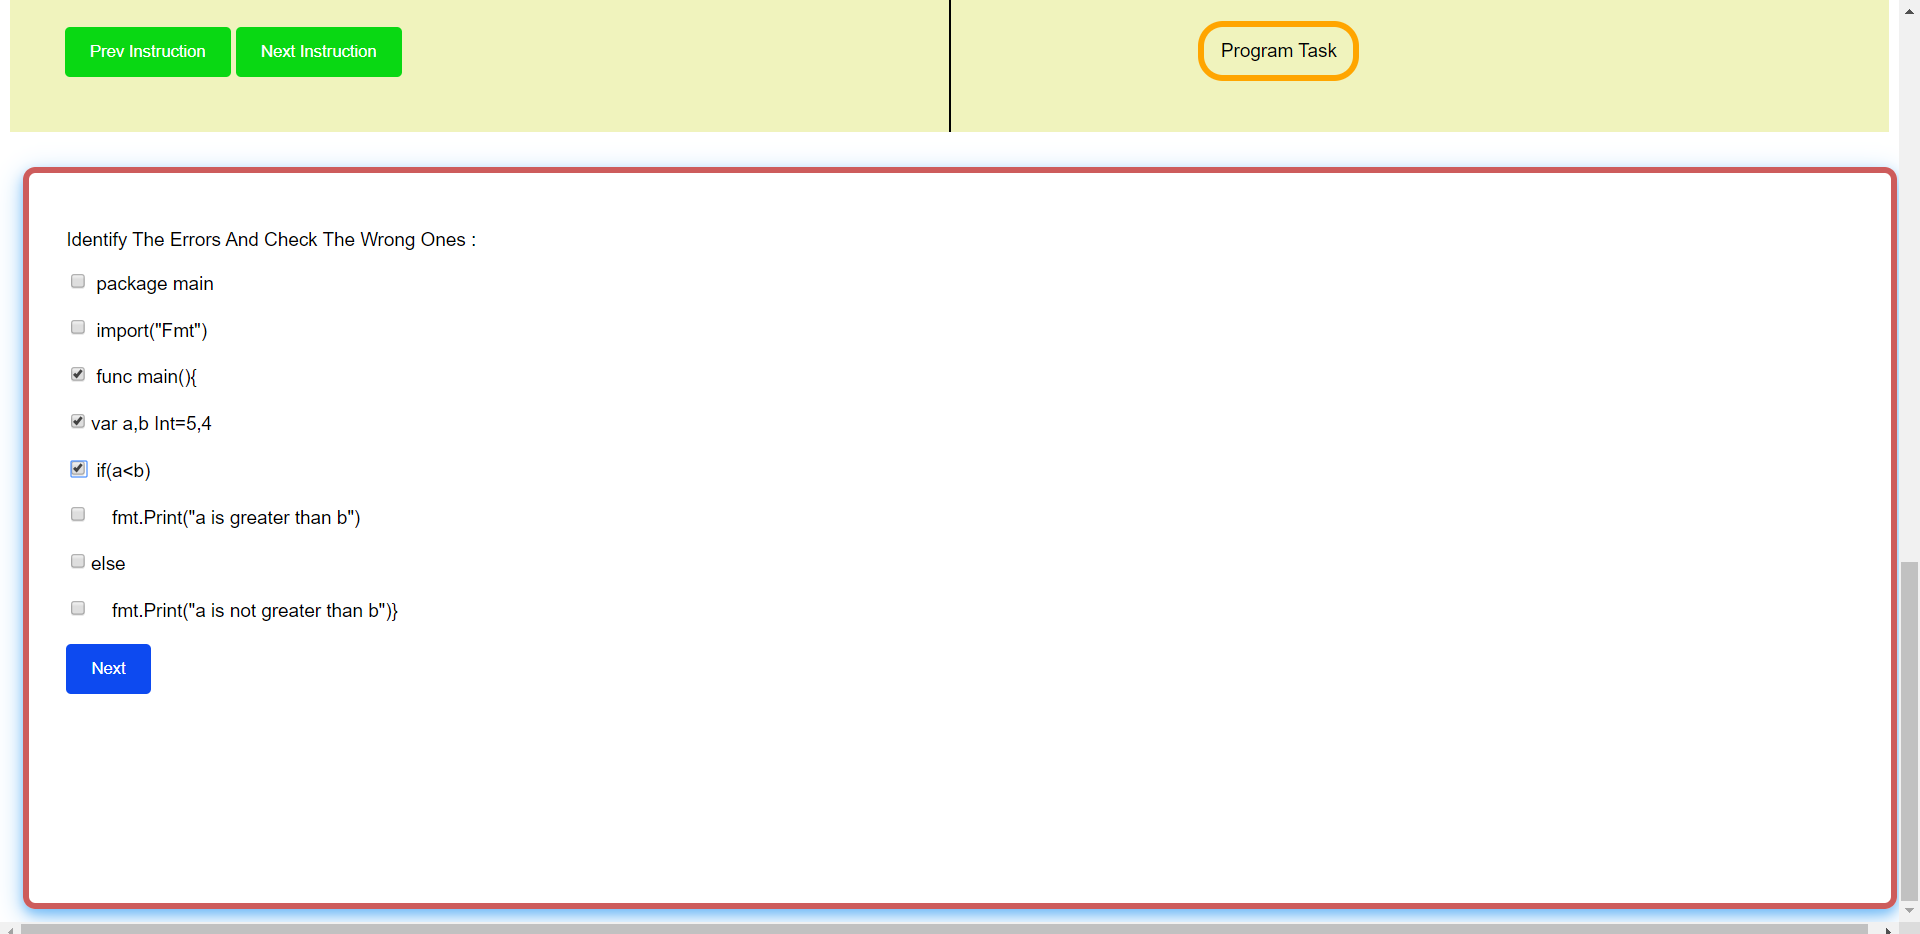 Prev Instruction
Next Instruction
Program Task
Identify The Errors And Check The Wrong Ones :
package main
import("Fmt")
func main(){
var a,b Int=5,4
if(a<b)
fmt.Print("a is greater than b")
else
fmt.Print("a is not greater than b")}
Next